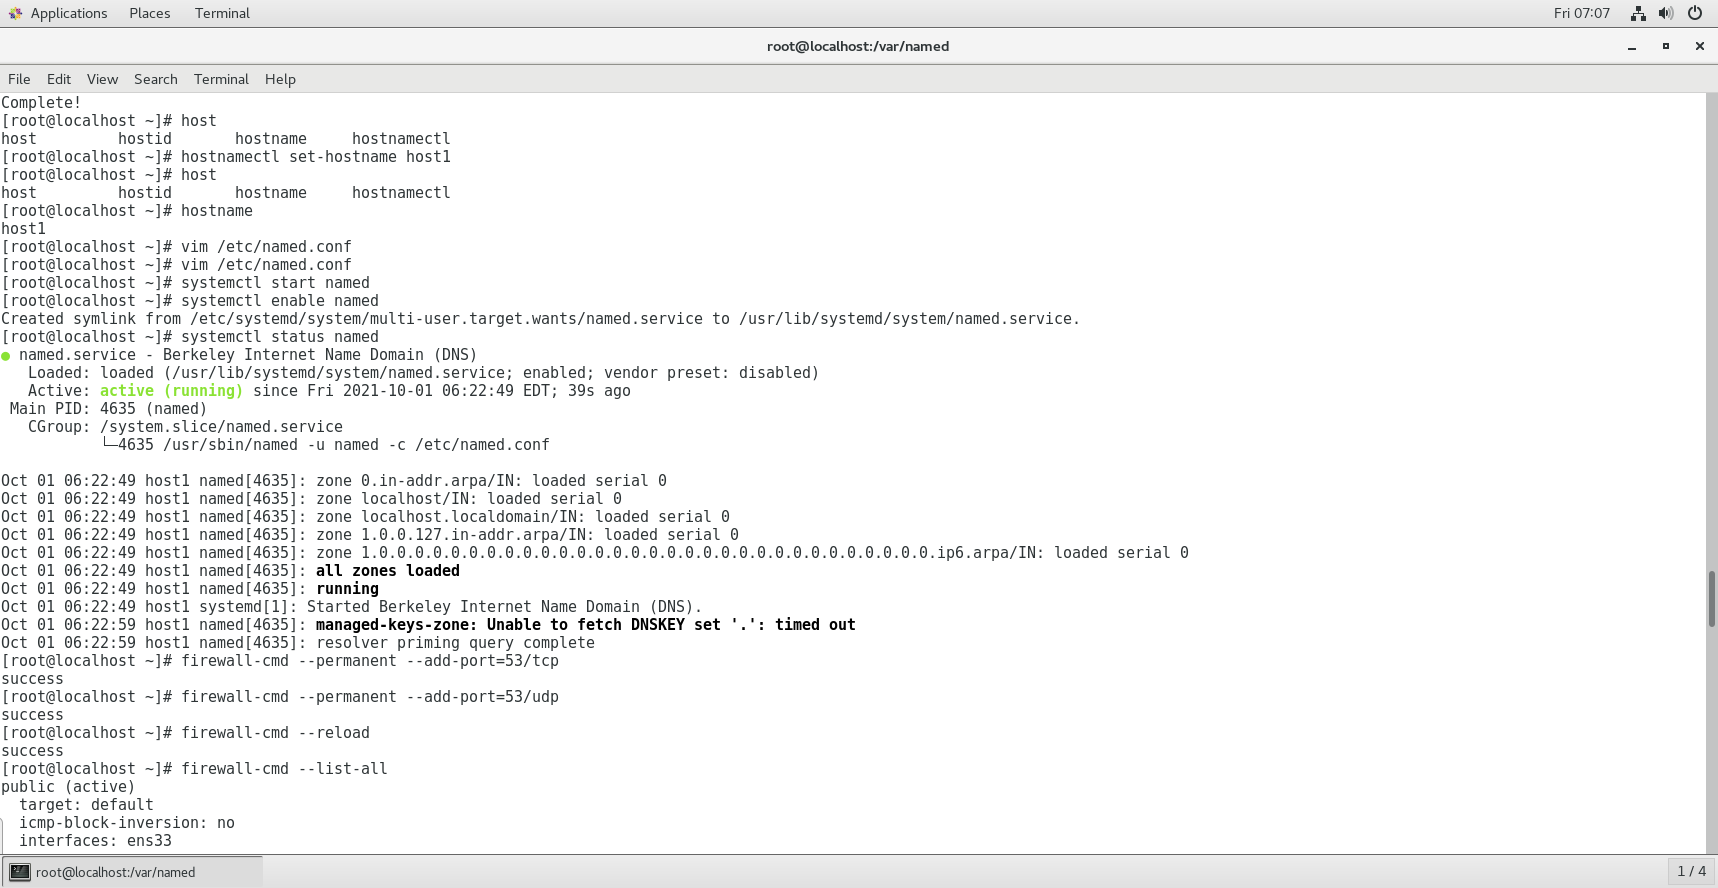 Applications Places Terminal Fri 07:07
root@localhost:/var/named
File Edit View Search Terminal Help
Complete!
[root@localhost ~]# host
host         hostid       hostname     hostnamectl
[root@localhost ~]# hostnamectl set-hostname host1
[root@localhost ~]# host
host         hostid       hostname     hostnamectl
[root@localhost ~]# hostname
host1
[root@localhost ~]# vim /etc/named.conf
[root@localhost ~]# vim /etc/named.conf
[root@localhost ~]# systemctl start named
[root@localhost ~]# systemctl enable named
Created symlink from /etc/systemd/system/multi-user.target.wants/named.service to /usr/lib/systemd/system/named.service.
[root@localhost ~]# systemctl status named
● named.service - Berkeley Internet Name Domain (DNS)
   Loaded: loaded (/usr/lib/systemd/system/named.service; enabled; vendor preset: disabled)
   Active: active (running) since Fri 2021-10-01 06:22:49 EDT; 39s ago
 Main PID: 4635 (named)
   CGroup: /system.slice/named.service
           └─4635 /usr/sbin/named -u named -c /etc/named.conf
Oct 01 06:22:49 host1 named[4635]: zone 0.in-addr.arpa/IN: loaded serial 0
Oct 01 06:22:49 host1 named[4635]: zone localhost/IN: loaded serial 0
Oct 01 06:22:49 host1 named[4635]: zone localhost.localdomain/IN: loaded serial 0
Oct 01 06:22:49 host1 named[4635]: zone 1.0.0.127.in-addr.arpa/IN: loaded serial 0
Oct 01 06:22:49 host1 named[4635]: zone 1.0.0.0.0.0.0.0.0.0.0.0.0.0.0.0.0.0.0.0.0.0.0.0.0.0.0.0.0.0.0.0.ip6.arpa/IN: loaded serial 0
Oct 01 06:22:49 host1 named[4635]: all zones loaded
Oct 01 06:22:49 host1 named[4635]: running
Oct 01 06:22:49 host1 systemd[1]: Started Berkeley Internet Name Domain (DNS).
Oct 01 06:22:59 host1 named[4635]: managed-keys-zone: Unable to fetch DNSKEY set '.': timed out
Oct 01 06:22:59 host1 named[4635]: resolver priming query complete
[root@localhost ~]# firewall-cmd --permanent --add-port=53/tcp
success
[root@localhost ~]# firewall-cmd --permanent --add-port=53/udp
success
[root@localhost ~]# firewall-cmd --reload
success
[root@localhost ~]# firewall-cmd --list-all
public (active)
  target: default
  icmp-block-inversion: no
  interfaces: ens33
root@localhost:/var/named 1 / 4